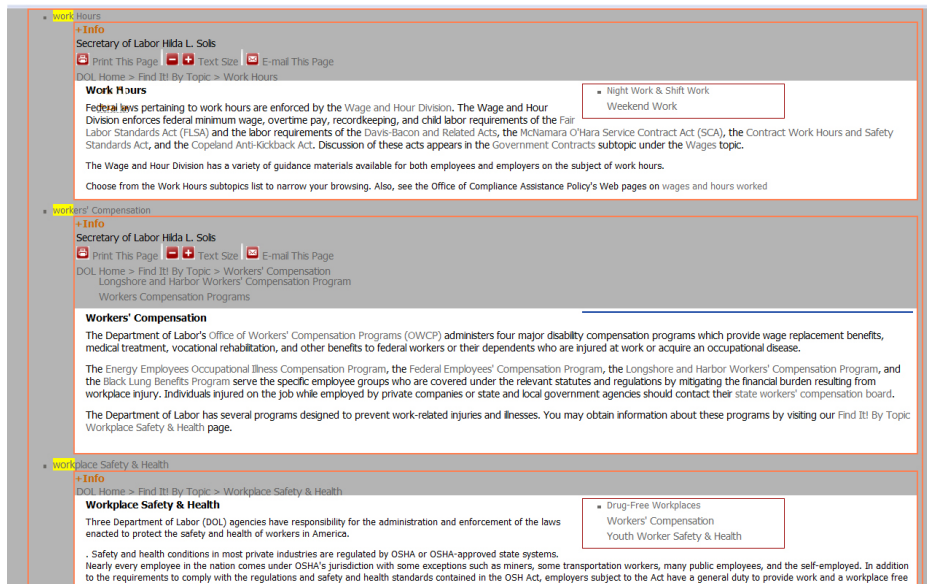 work Hours
+Info
Secretary of Labor Hilda L. Solis
Print This Page Text Size E-mail This Page
DOL Home > Find It! By Topic > Work Hours
Work Hours
Night Work & Shift Work
Weekend Work
Federal laws pertaining to work hours are enforced by the Wage and Hour Division. The Wage and Hour
Division enforces federal minimum wage, overtime pay, recordkeeping, and child labor requirements of the Fair
Labor Standards Act (FLSA) and the labor requirements of the Davis-Bacon and Related Acts, the McNamara O'Hara Service Contract Act (SCA), the Contract Work Hours and Safety
Standards Act, and the Copeland Anti-Kickback Act. Discussion of these acts appears in the Government Contracts subtopic under the Wages topic.
The Wage and Hour Division has a variety of guidance materials available for both employees and employers on the subject of work hours.
Choose from the Work Hours subtopics list to narrow your browsing. Also, see the Office of Compliance Assistance Policy's Web pages on wages and hours worked
workers' Compensation
+Info
Secretary of Labor Hilda L. Solis
Print This Page Text Size E-mail This Page
DOL Home > Find It! By Topic > Workers' Compensation
Longshore and Harbor Workers' Compensation Program
Workers Compensation Programs
Workers' Compensation
The Department of Labor's Office of Workers' Compensation Programs (OWCP) administers four major disability compensation programs which provide wage replacement benefits,
medical treatment, vocational rehabilitation, and other benefits to federal workers or their dependents who are injured at work or acquire an occupational disease.
The Energy Employees Occupational Illness Compensation Program, the Federal Employees' Compensation Program, the Longshore and Harbor Workers' Compensation Program, and
the Black Lung Benefits Program serve the specific employee groups who are covered under the relevant statutes and regulations by mitigating the financial burden resulting from
workplace injury. Individuals injured on the job while employed by private companies or state and local government agencies should contact their state workers' compensation board.
The Department of Labor has several programs designed to prevent work-related injuries and illnesses. You may obtain information about these programs by visiting our Find It! By Topic
Workplace Safety & Health page.
workplace Safety & Health
+Info
DOL Home > Find It! By Topic > Workplace Safety & Health
Workplace Safety & Health
Drug-Free Workplaces
Workers' Compensation
Youth Worker Safety & Health
Three Department of Labor (DOL) agencies have responsibility for the administration and enforcement of the laws
enacted to protect the safety and health of workers in America.
. Safety and health conditions in most private industries are regulated by OSHA or OSHA-approved state systems.
Nearly every employee in the nation comes under OSHA's jurisdiction with some exceptions such as miners, some transportation workers, many public employees, and the self-employed. In addition
to the requirements to comply with the regulations and safety and health standards contained in the OSH Act, employers subject to the Act have a general duty to provide work and a workplace free